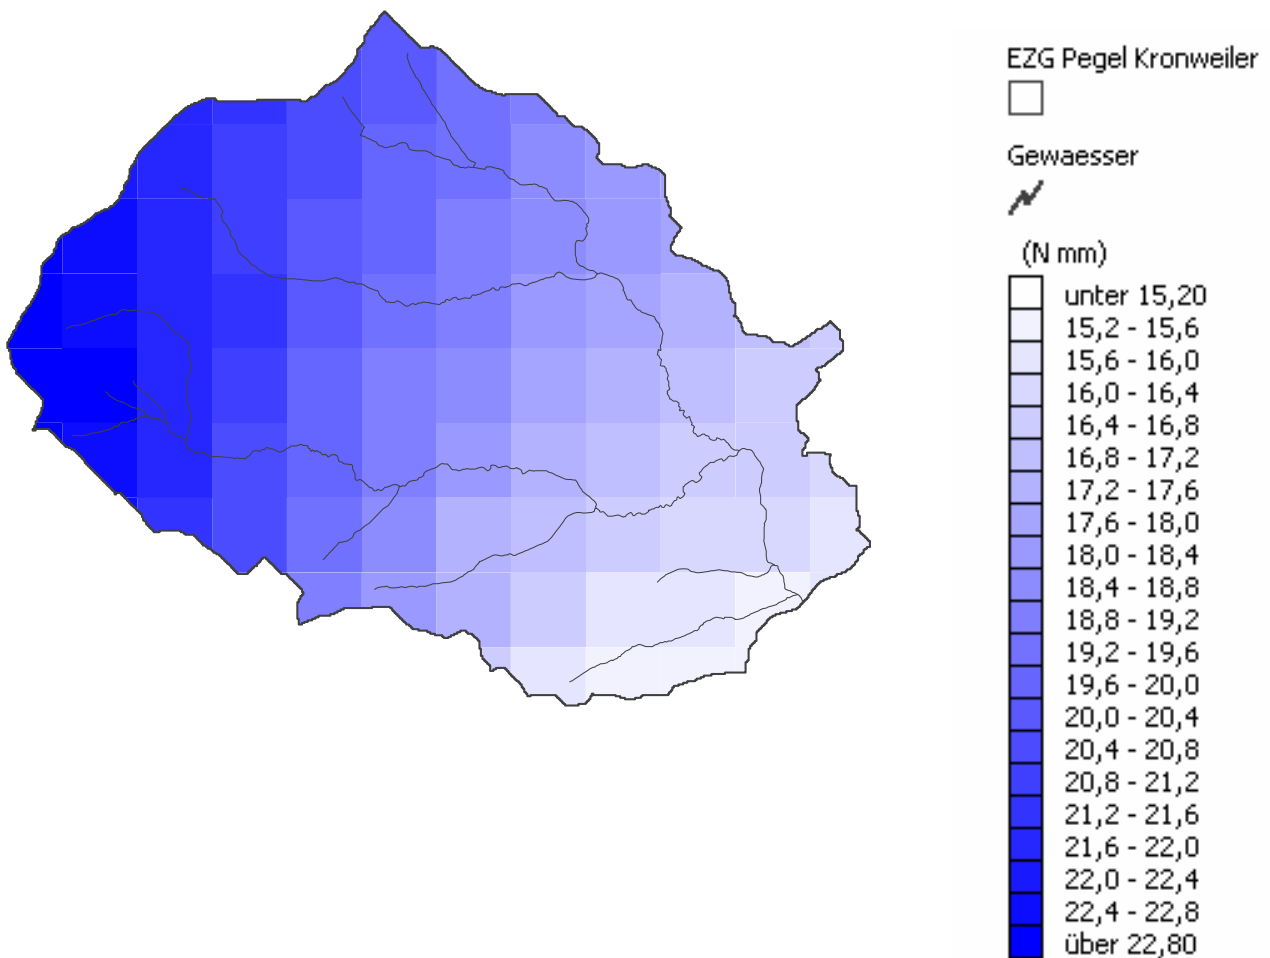 EZG Pegel Kronweiler
Gewaesser
(N mm)
unter 15,20
15,2 - 15,6
15,6 - 16,0
16,0 - 16,4
16,4 - 16,8
16,8 - 17,2
17,2 - 17,6
17,6 - 18,0
18,0 - 18,4
18,4 - 18,8
18,8 - 19,2
19,2 - 19,6
19,6 - 20,0
20,0 - 20,4
20,4 - 20,8
20,8 - 21,2
21,2 - 21,6
21,6 - 22,0
22,0 - 22,4
22,4 - 22,8
über 22,80